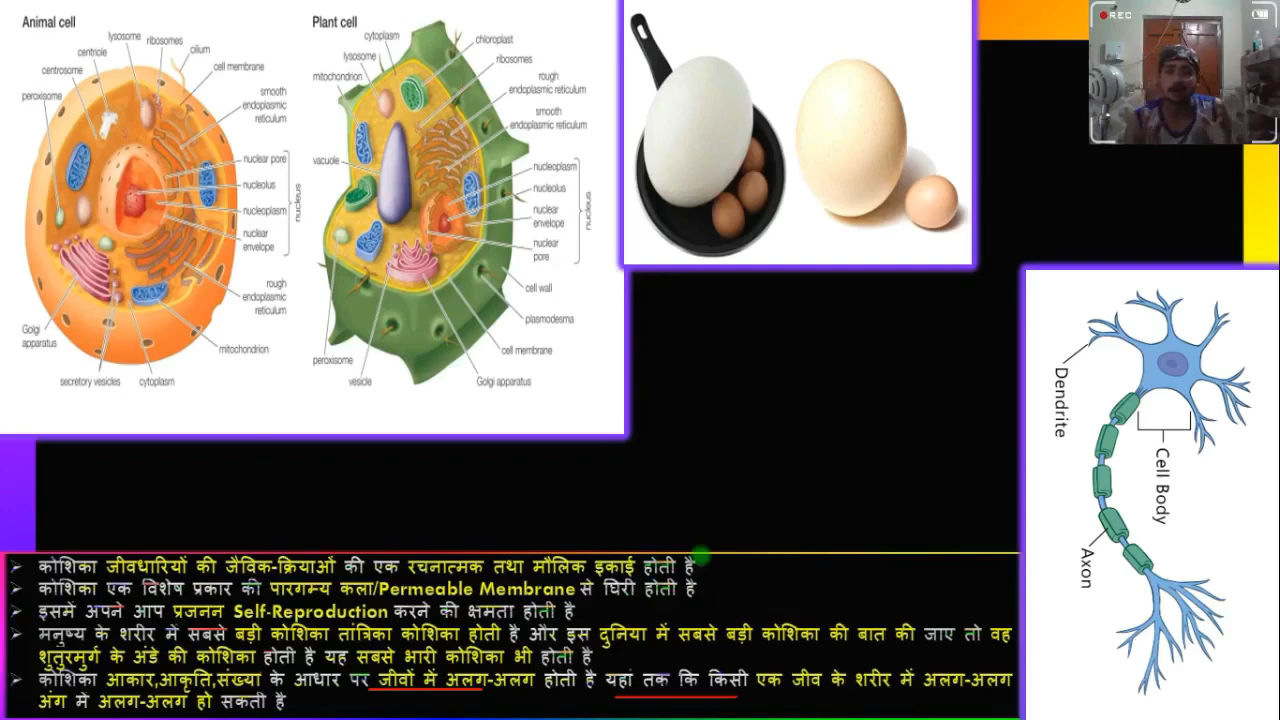 Animal cell
lysosome
ribosomes
cilium
centriole
cell membrane
centrosome
peroxisome
smooth
endoplasmic
reticulum
nuclear pore
nucleolus
nucleoplasm
nuclear
envelope
nucleus
rough
endoplasmic
reticulum
Golgi
apparatus
mitochondrion
secretory vesicles
cytoplasm
Plant cell
cytoplasm
chloroplast
lysosome
ribosomes
mitochondrion
rough
endoplasmic reticulum
smooth
endoplasmic reticulum
vacuole
nucleoplasm
nucleolus
nuclear
envelope
nuclear
pore
nucleus
cell wall
plasmodesma
cell membrane
peroxisome
vesicle
Golgi apparatus
REC
Dendrite
Cell Body
Axon
➢ कोशिका जीवधारियों की जैविक-क्रियाओं की एक रचनात्मक तथा मौलिक इकाई होती है
➢ कोशिका एक विशेष प्रकार की पारगम्य कला/Permeable Membrane से घिरी होती है
➢ इसमें अपने आप प्रजनन Self-Reproduction करने की क्षमता होती है
➢ मनुष्य के शरीर में सबसे बड़ी कोशिका तांत्रिका कोशिका होती है और इस दुनिया में सबसे बड़ी कोशिका की बात की जाए तो वह
शुतुरमुर्ग के अंडे की कोशिका होती है यह सबसे भारी कोशिका भी होती है
➢ कोशिका आकार,आकृति,संख्या के आधार पर जीवों में अलग-अलग होती है यहां तक कि किसी एक जीव के शरीर में अलग-अलग
अंग में अलग-अलग हो सकती है